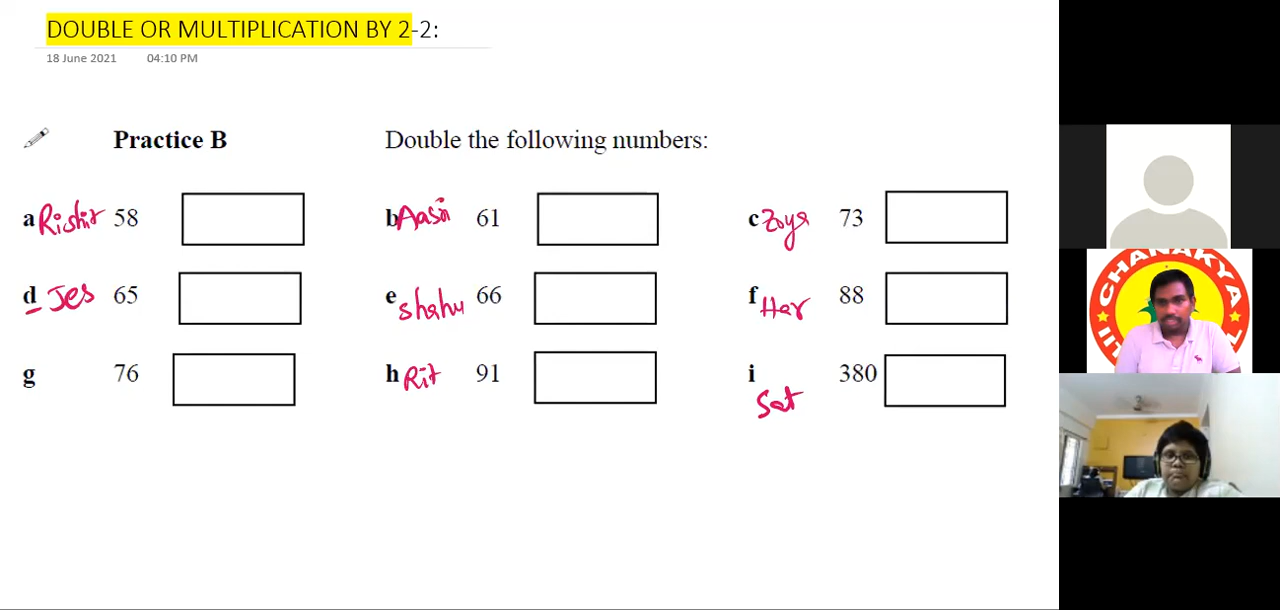 DOUBLE OR MULTIPLICATION BY 2-2:
18 June 2021 04:10 PM
Practice B Double the following numbers:
a Rishit 58 b Aasi 61 c Zoya 73
d Jes 65 e Shahu 66 f Har 88
g 76 h Rit 91 i 380
Sat
CHANAKYA